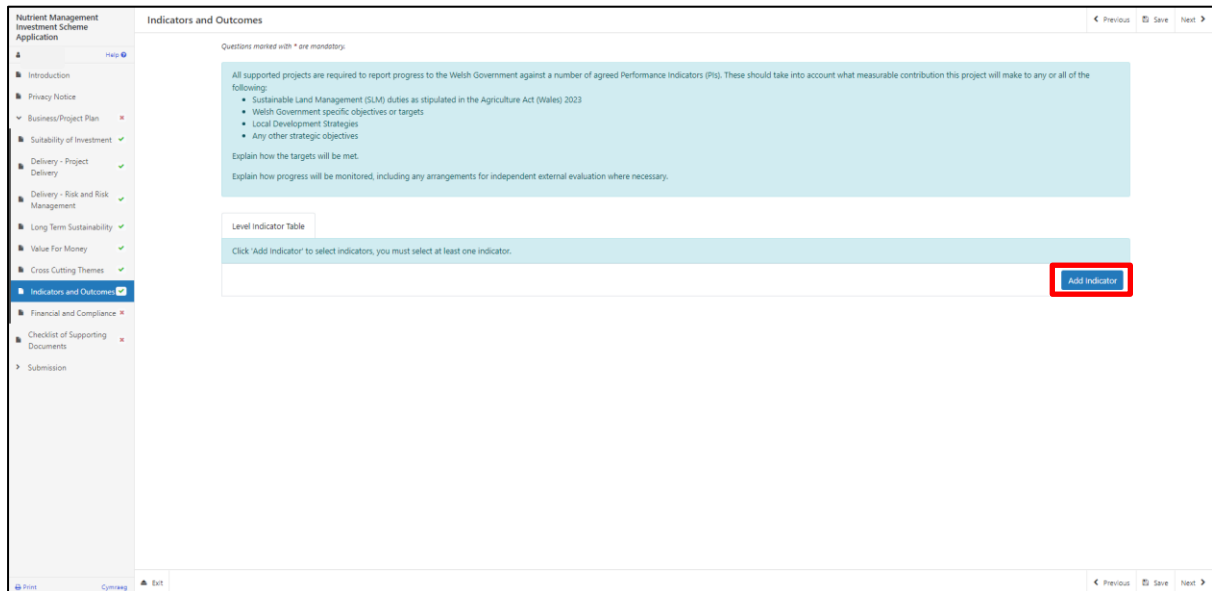 Nutrient Management
Investment Scheme
Application
Help
Introduction
Privacy Notice
Business/Project Plan
Suitability of Investment
Delivery - Project
Delivery
Delivery - Risk and Risk
Management
Long Term Sustainability
Value For Money
Cross Cutting Themes
Indicators and Outcomes
Financial and Compliance
Checklist of Supporting
Documents
Submission
Print
Cymraeg
Indicators and Outcomes
Previous
Save
Next
Questions marked with * are mandatory.
All supported projects are required to report progress to the Welsh Government against a number of agreed Performance Indicators (PIs). These should take into account what measurable contribution this project will make to any or all of the
following:
• Sustainable Land Management (SLM) duties as stipulated in the Agriculture Act (Wales) 2023
• Welsh Government specific objectives or targets
• Local Development Strategies
• Any other strategic objectives
Explain how the targets will be met.
Explain how progress will be monitored, including any arrangements for independent external evaluation where necessary.
Level Indicator Table
Click 'Add Indicator' to select indicators, you must select at least one indicator.
Add Indicator
Exit
Previous
Save
Next